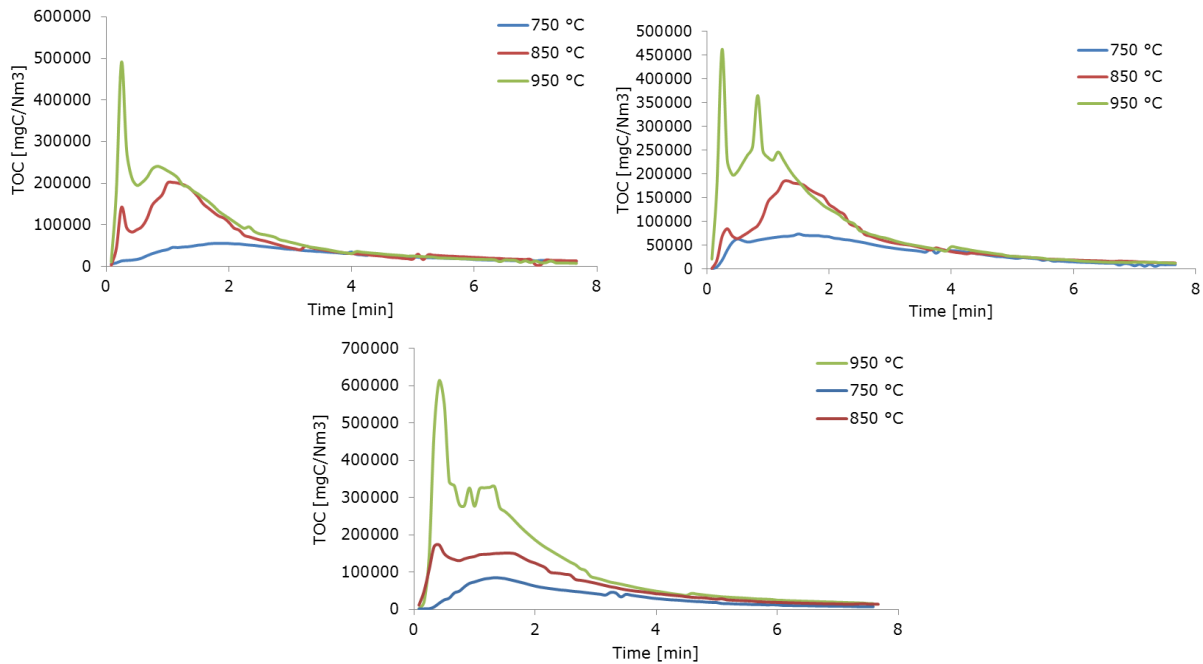 600000
500000
400000
300000
200000
100000
0
TOC [mgC/Nm3]
0 2 4 6 8
Time [min]
750 °C
850 °C
950 °C
500000
450000
400000
350000
300000
250000
200000
150000
100000
50000
0
TOC [mgC/Nm3]
0 2 4 6 8
Time [min]
750 °C
850 °C
950 °C
700000
600000
500000
400000
300000
200000
100000
0
TOC [mgC/Nm3]
0 2 4 6 8
Time [min]
950 °C
750 °C
850 °C